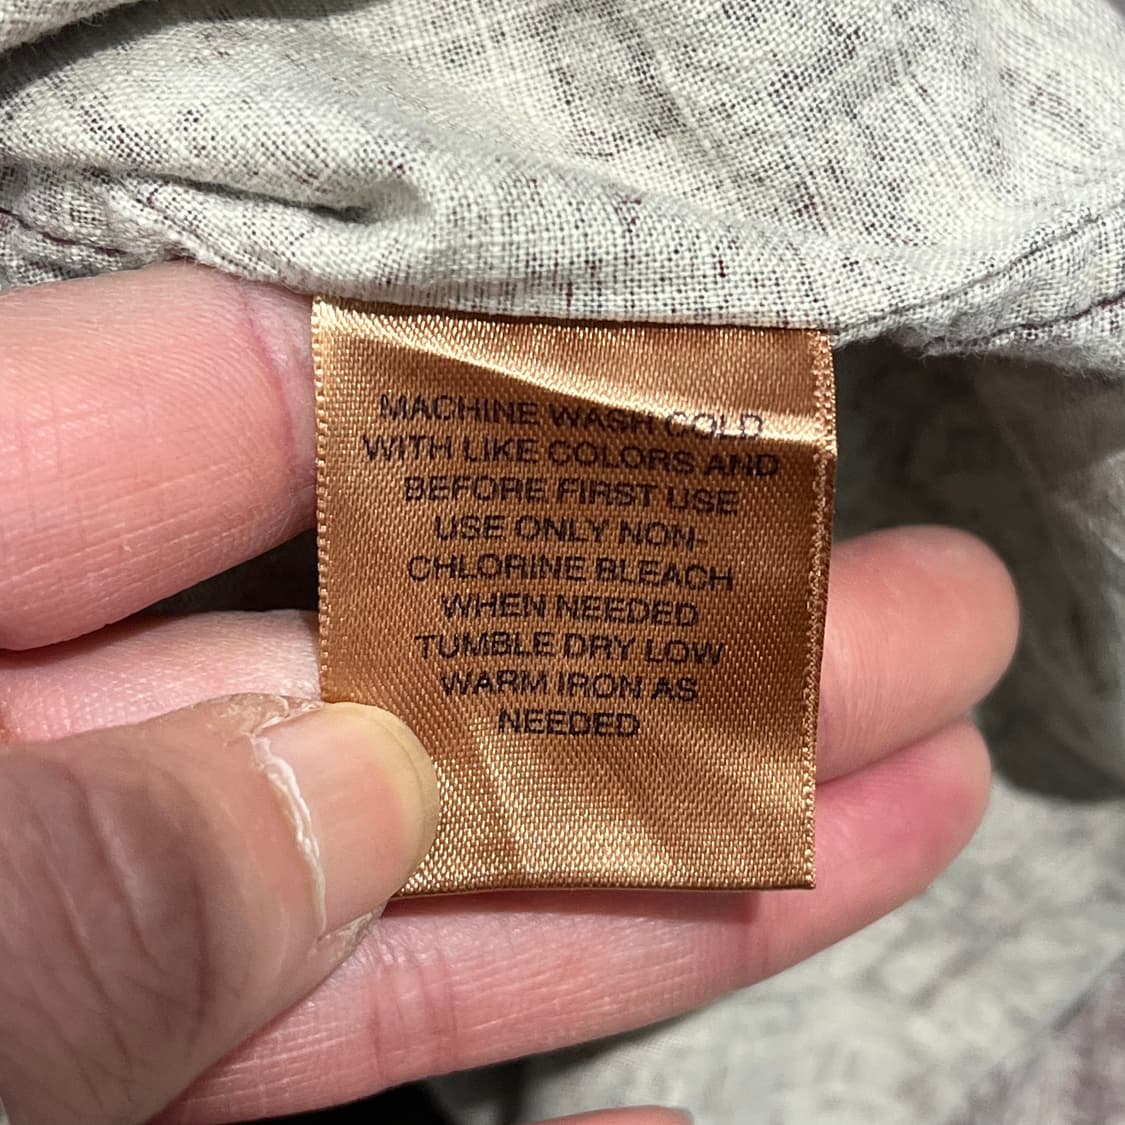 MACHINE WASH COLD
WITH LIKE COLORS AND
BEFORE FIRST USE
USE ONLY NON-
CHLORINE BLEACH
WHEN NEEDED
TUMBLE DRY LOW
WARM IRON AS
NEEDED